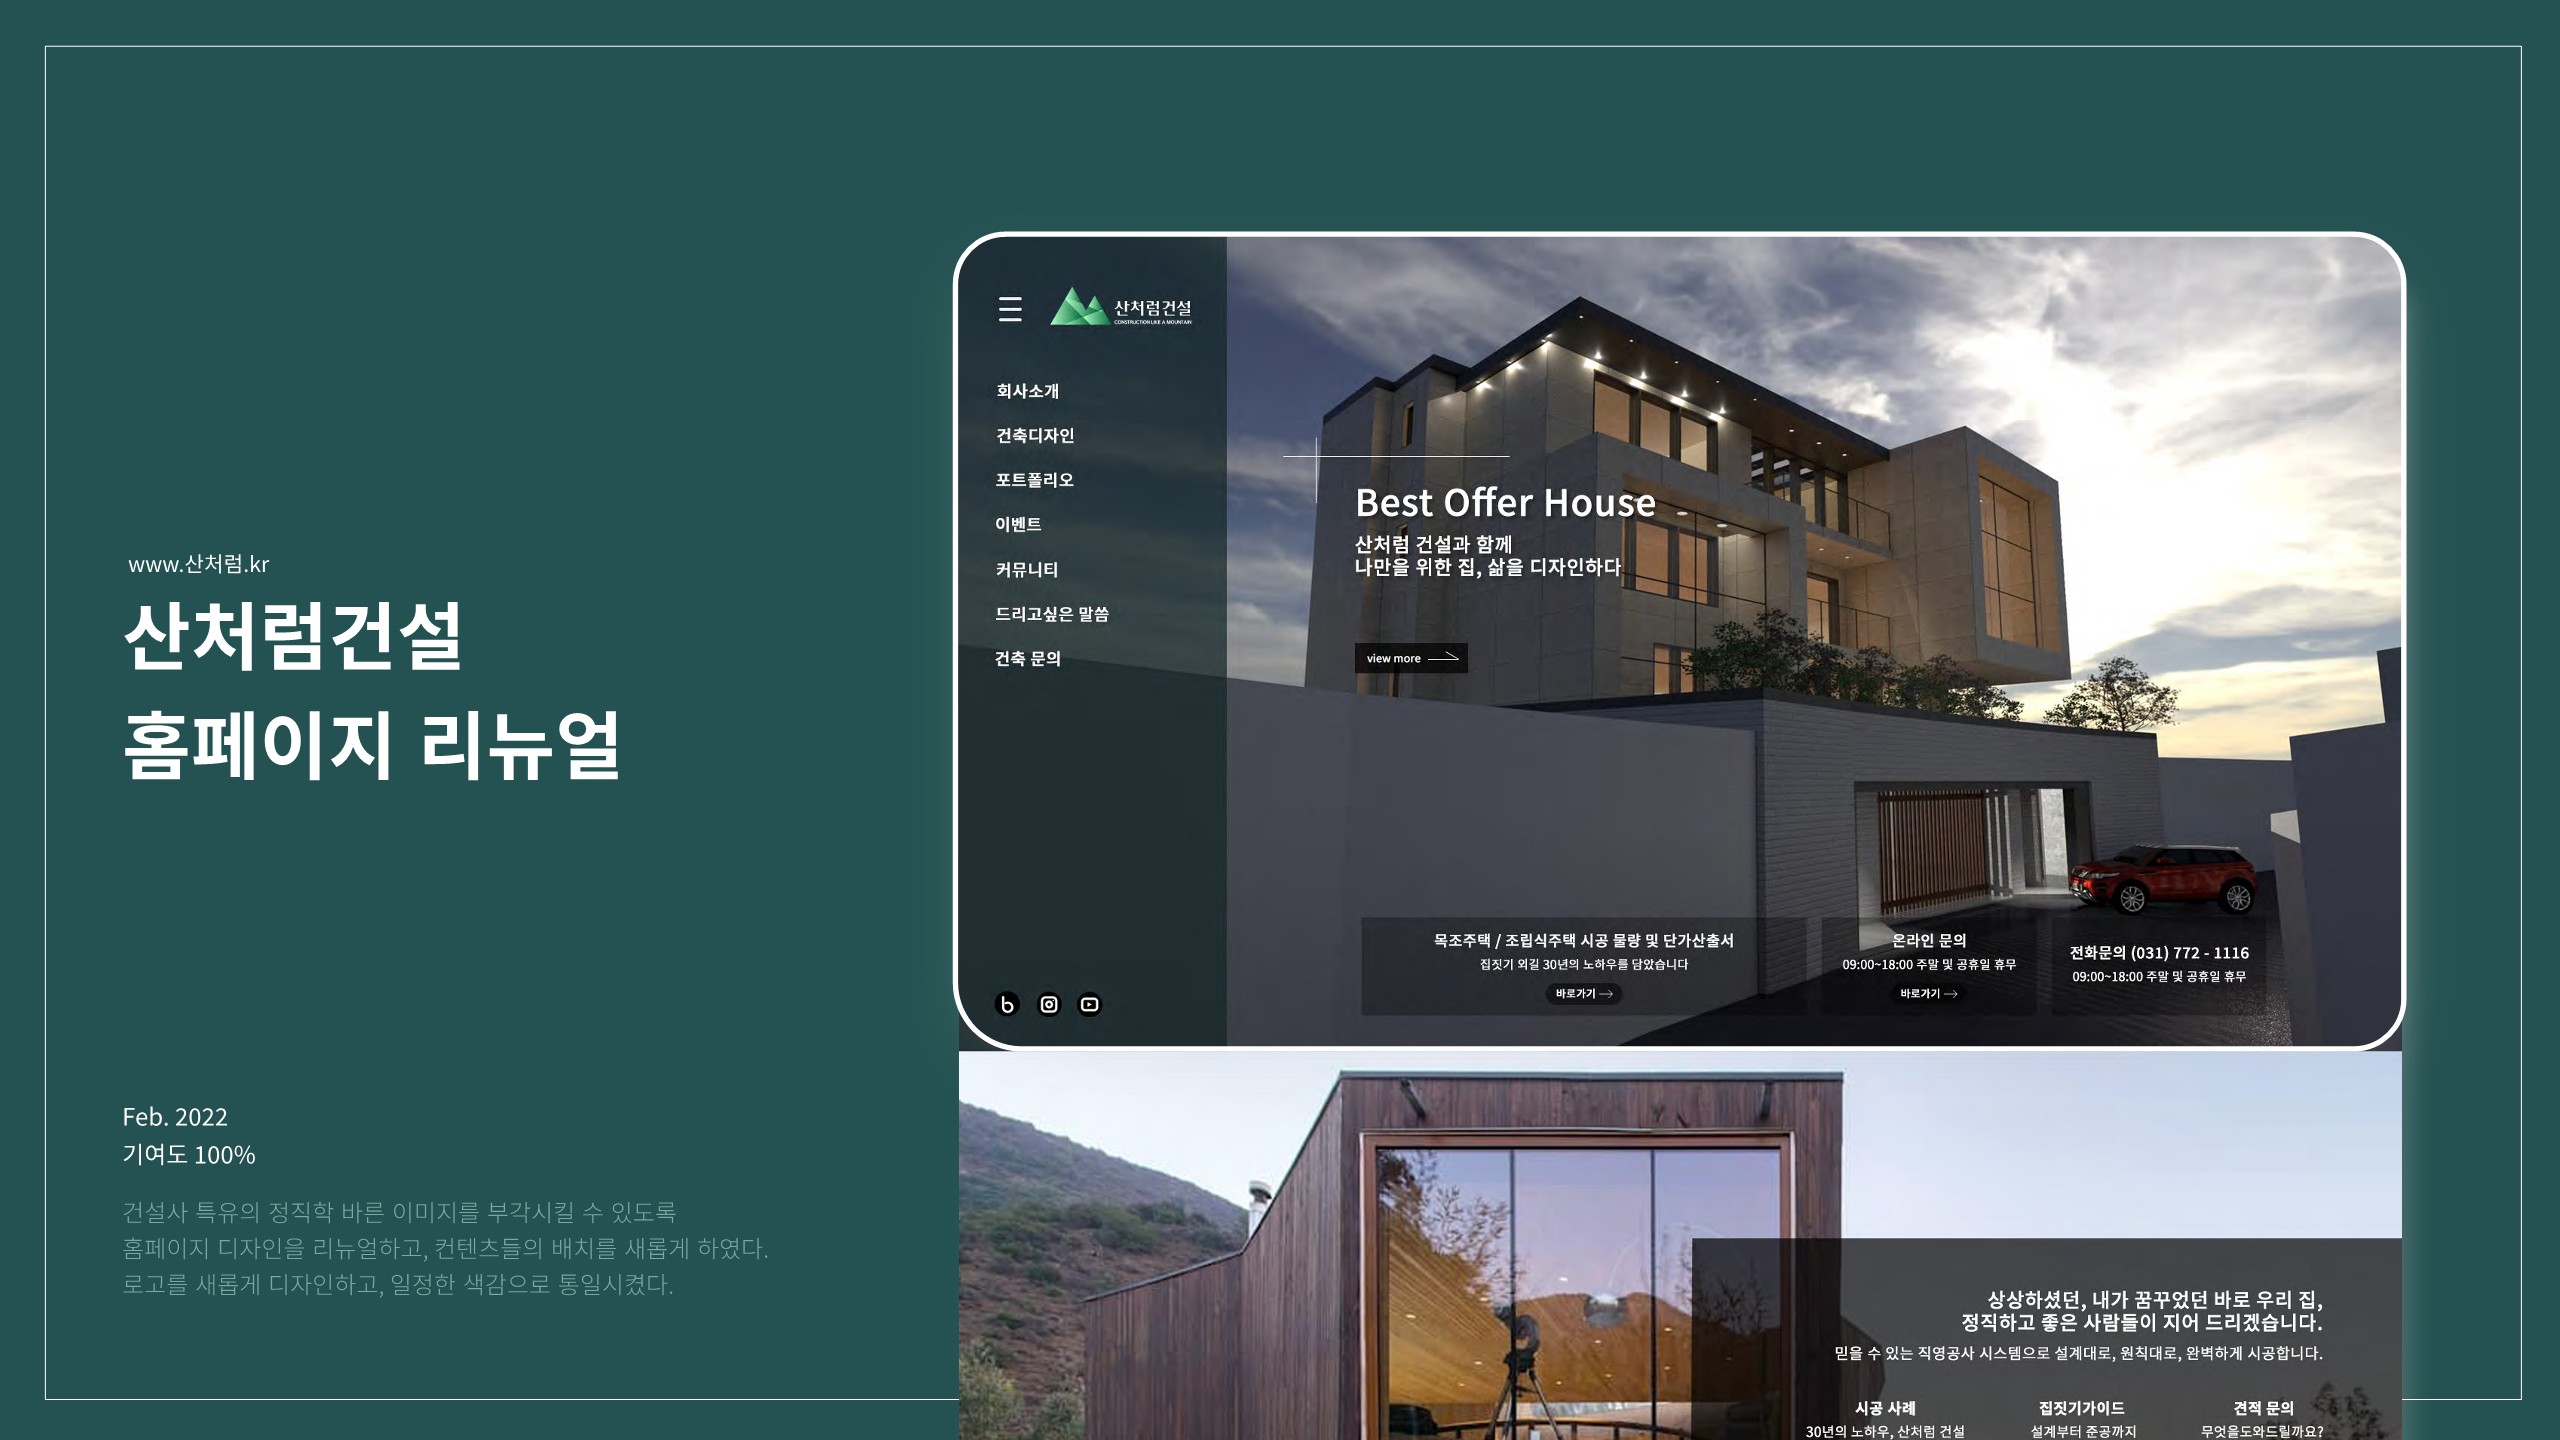 www.산처럼.kr
산처럼건설
홈페이지 리뉴얼
Feb. 2022
기여도 100%
건설사 특유의 정직학 바른 이미지를 부각시킬 수 있도록
홈페이지 디자인을 리뉴얼하고, 컨텐츠들의 배치를 새롭게 하였다.
로고를 새롭게 디자인하고, 일정한 색감으로 통일시켰다.
산처럼건설
CONSTRUCTION LIKE A MOUNTAIN
회사소개
건축디자인
포트폴리오
이벤트
커뮤니티
드리고싶은 말씀
건축 문의
Best Offer House
산처럼 건설과 함께
나만을 위한 집, 삶을 디자인하다
view more
목조주택 / 조립식주택 시공 물량 및 단가산출서
집짓기 외길 30년의 노하우를 담았습니다
바로가기
온라인 문의
09:00~18:00 주말 및 공휴일 휴무
바로가기
전화문의 (031) 772 - 1116
09:00~18:00 주말 및 공휴일 휴무
상상하셨던, 내가 꿈꾸었던 바로 우리 집,
정직하고 좋은 사람들이 지어 드리겠습니다.
믿을 수 있는 직영공사 시스템으로 설계대로, 원칙대로, 완벽하게 시공합니다.
시공 사례
30년의 노하우, 산처럼 건설
집짓기가이드
설계부터 준공까지
견적 문의
무엇을도와드릴까요?